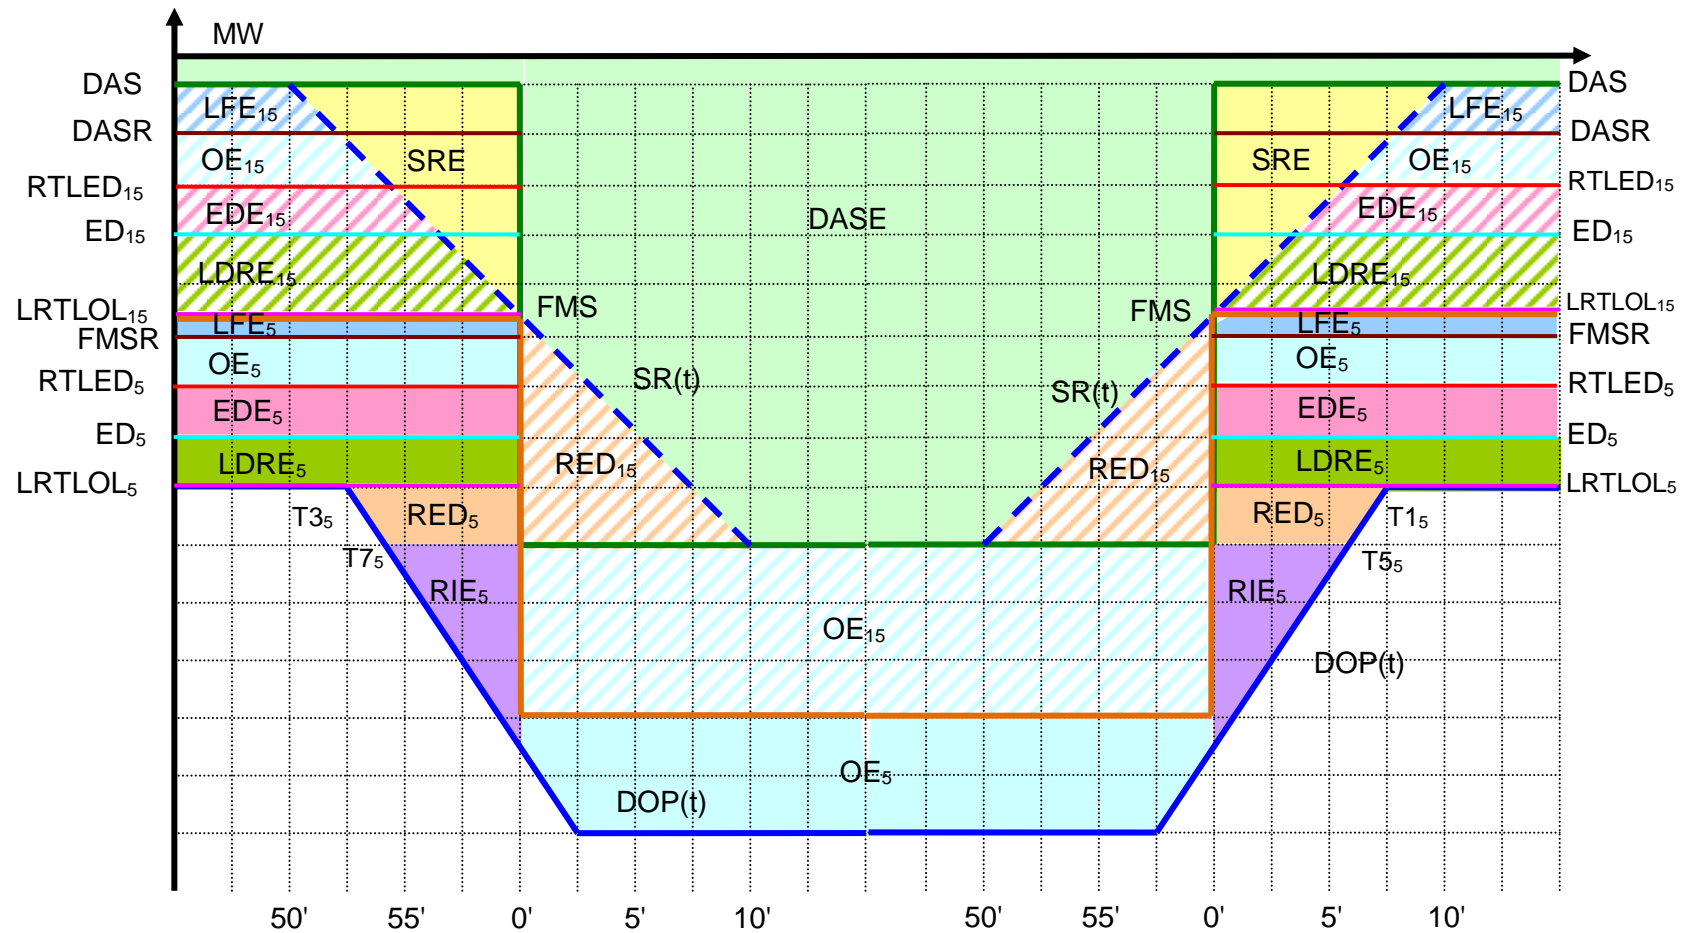 MW
DAS
DAS
LFE15
LFE15
DASR
DASR
OE15
SRE
SRE
OE15
RTLED15
RTLED15
EDE15
DASE
EDE15
ED15
ED15
LDRE15
LDRE15
LRTLOL15
FMS
FMS
LRTLOL15
LFE5
LFE5
FMSR
FMSR
OE5
OE5
RTLED5
SR(t)
SR(t)
RTLED5
EDE5
EDE5
ED5
ED5
LDRE5
RED15
RED15
LDRE5
LRTLOL5
LRTLOL5
T35
RED5
RED5
T15
T75
T55
RIE5
RIE5
OE15
DOP(t)
OE5
DOP(t)
50' 55' 0' 5' 10' 50' 55' 0' 5' 10'